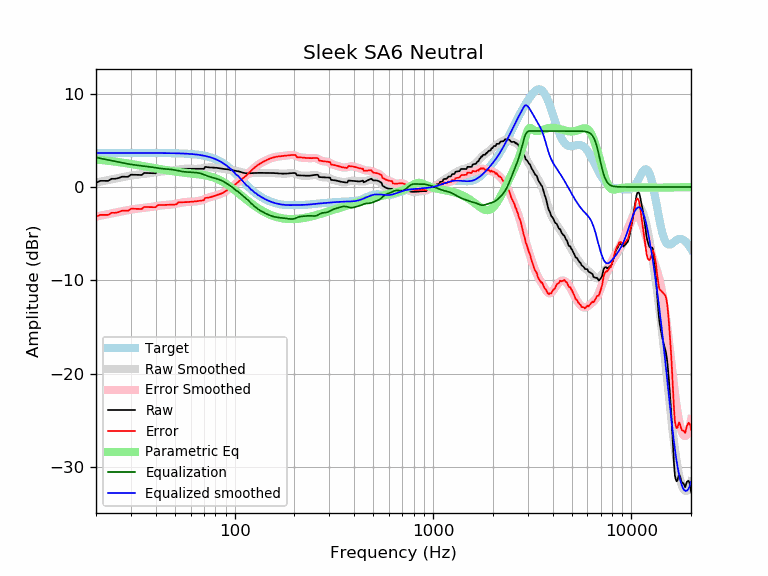 Sleek SA6 Neutral
10
0
−10
−20
−30
Amplitude (dBr)
Target
Raw Smoothed
Error Smoothed
Raw
Error
Parametric Eq
Equalization
Equalized smoothed
100
1000
10000
Frequency (Hz)